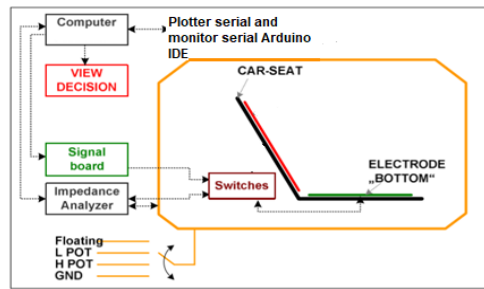 Computer
Plotter serial and
monitor serial Arduino
IDE
VIEW
DECISION
CAR-SEAT
Signal
board
Impedance
Analyzer
Switches
ELECTRODE
„BOTTOM“
Floating
L POT
H POT
GND